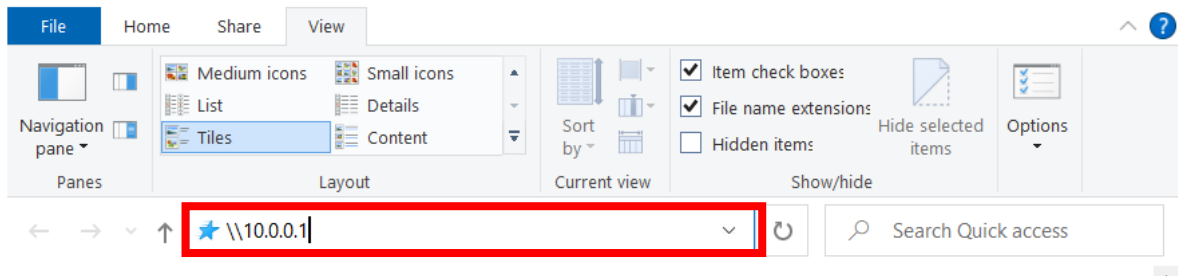 File Home Share View ?
Medium icons Small icons Item check boxes
List Details File name extensions
Navigation pane Tiles Content Sort by Hidden items Hide selected items Options
Panes Layout Current view Show/hide
\\10.0.0.1 Search Quick access